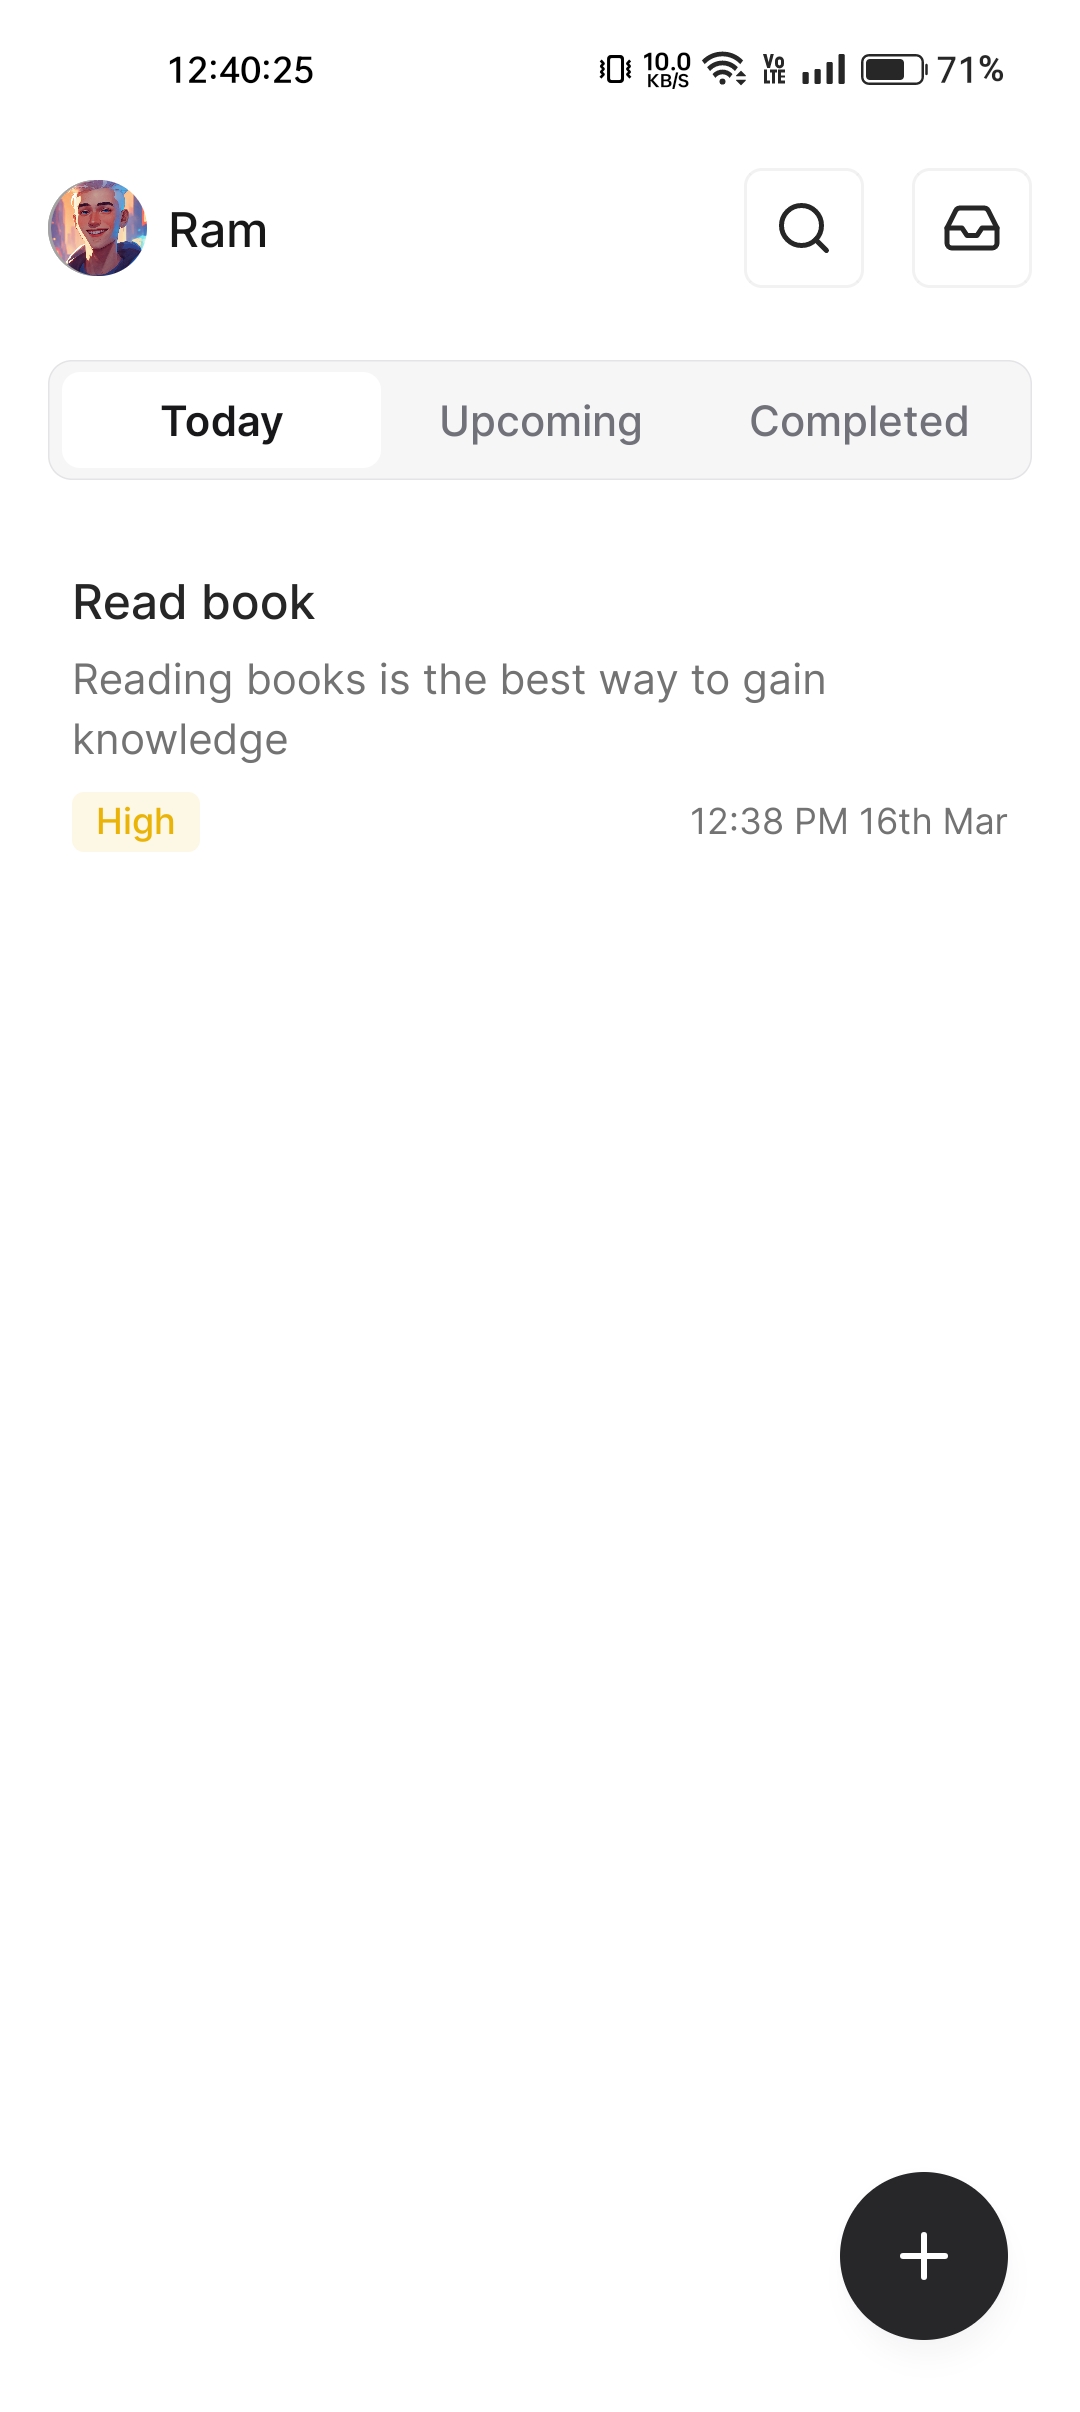 12:40:25
10.0
KB/S
Vo
LTE
71%
Ram
Today
Upcoming
Completed
Read book
Reading books is the best way to gain
knowledge
High
12:38 PM 16th Mar